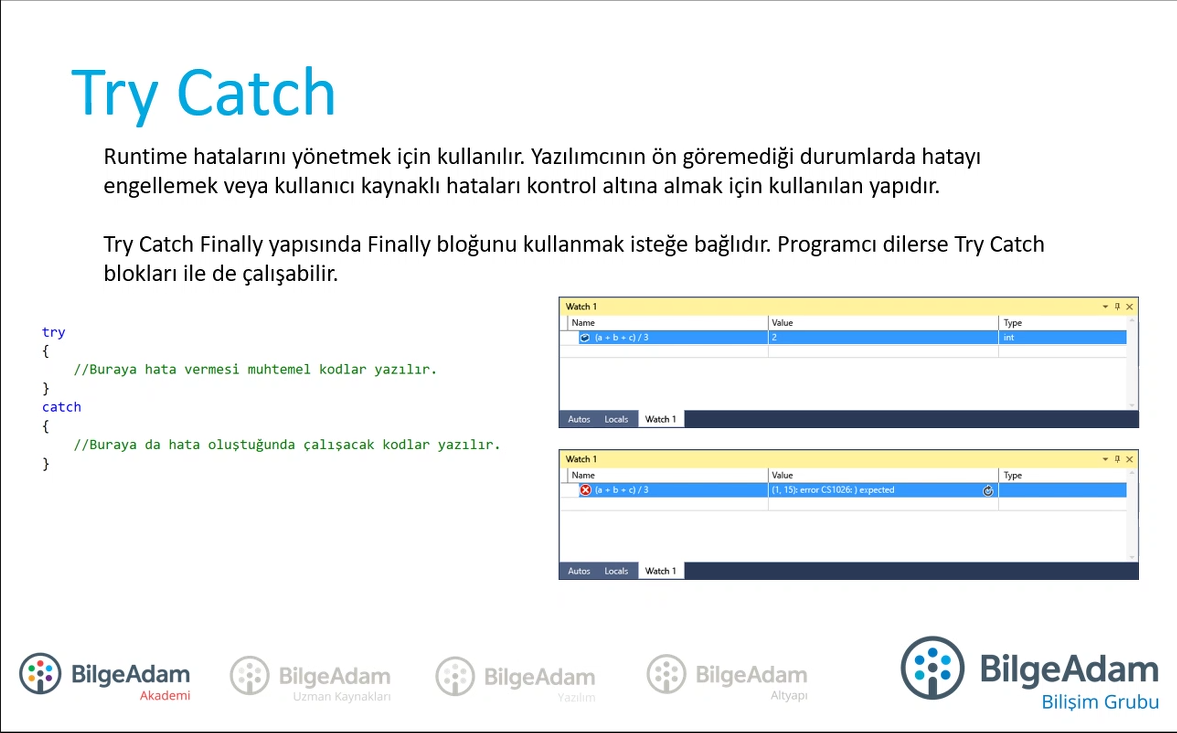 Try Catch
Runtime hatalarını yönetmek için kullanılır. Yazılımcının ön göremediği durumlarda hatayı
engellemek veya kullanıcı kaynaklı hataları kontrol altına almak için kullanılan yapıdır.
Try Catch Finally yapısında Finally bloğunu kullanmak isteğe bağlıdır. Programcı dilerse Try Catch
blokları ile de çalışabilir.
try
{
//Buraya hata vermesi muhtemel kodlar yazılır.
}
catch
{
//Buraya da hata oluştuğunda çalışacak kodlar yazılır.
}
Watch 1
Name Value Type
(a + b + c) / 3 2 int
Autos Locals Watch 1
Watch 1
Name Value Type
(a + b + c) / 3 (1, 15): error CS1026: ) expected
Autos Locals Watch 1
BilgeAdam
Akademi
BilgeAdam
Uzman Kaynakları
BilgeAdam
Yazılım
BilgeAdam
Altyapı
BilgeAdam
Bilişim Grubu